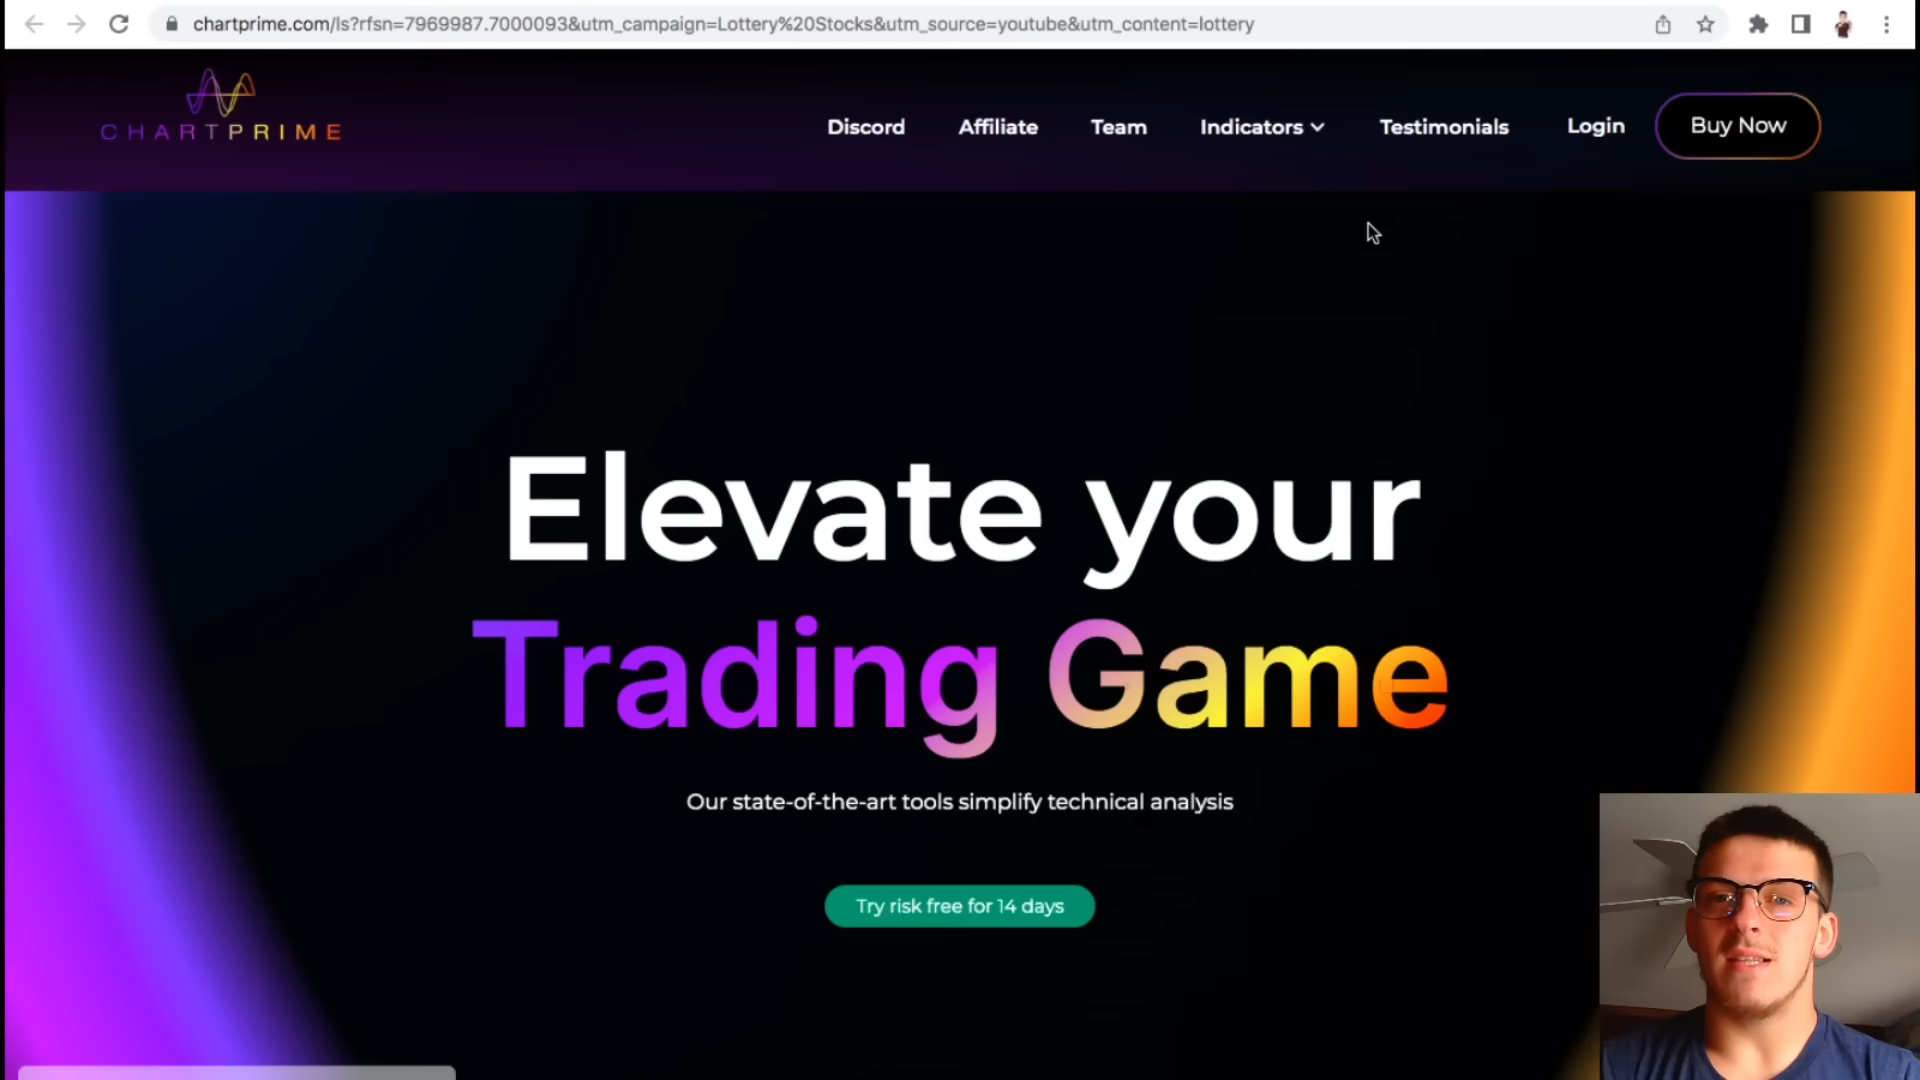 chartprime.com/ls?rfsn=7969987.7000093&utm_campaign=Lottery%20Stocks&utm_source=youtube&utm_content=lottery
CHARTPRIME
Discord Affiliate Team Indicators Testimonials Login Buy Now
Elevate your
Trading Game
Our state-of-the-art tools simplify technical analysis
Try risk free for 14 days